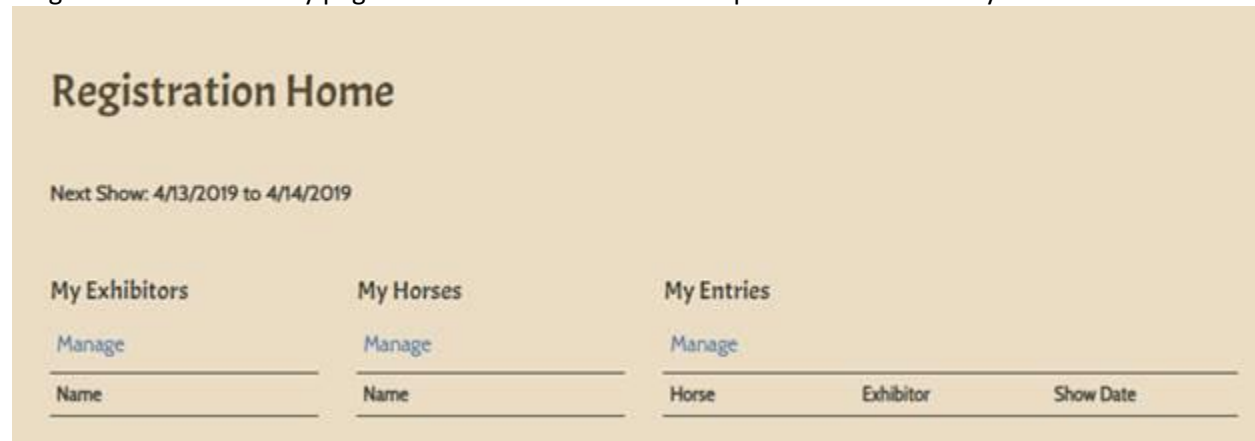 Registration Home
Next Show: 4/13/2019 to 4/14/2019
My Exhibitors My Horses My Entries
Manage Manage Manage
Name Name Horse Exhibitor Show Date